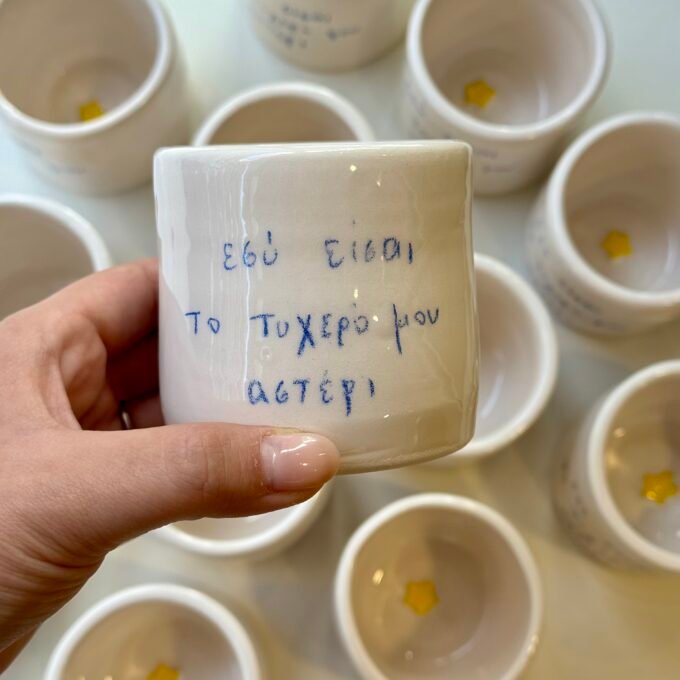 εσύ είσαι
το τυχερό μου
αστέρι